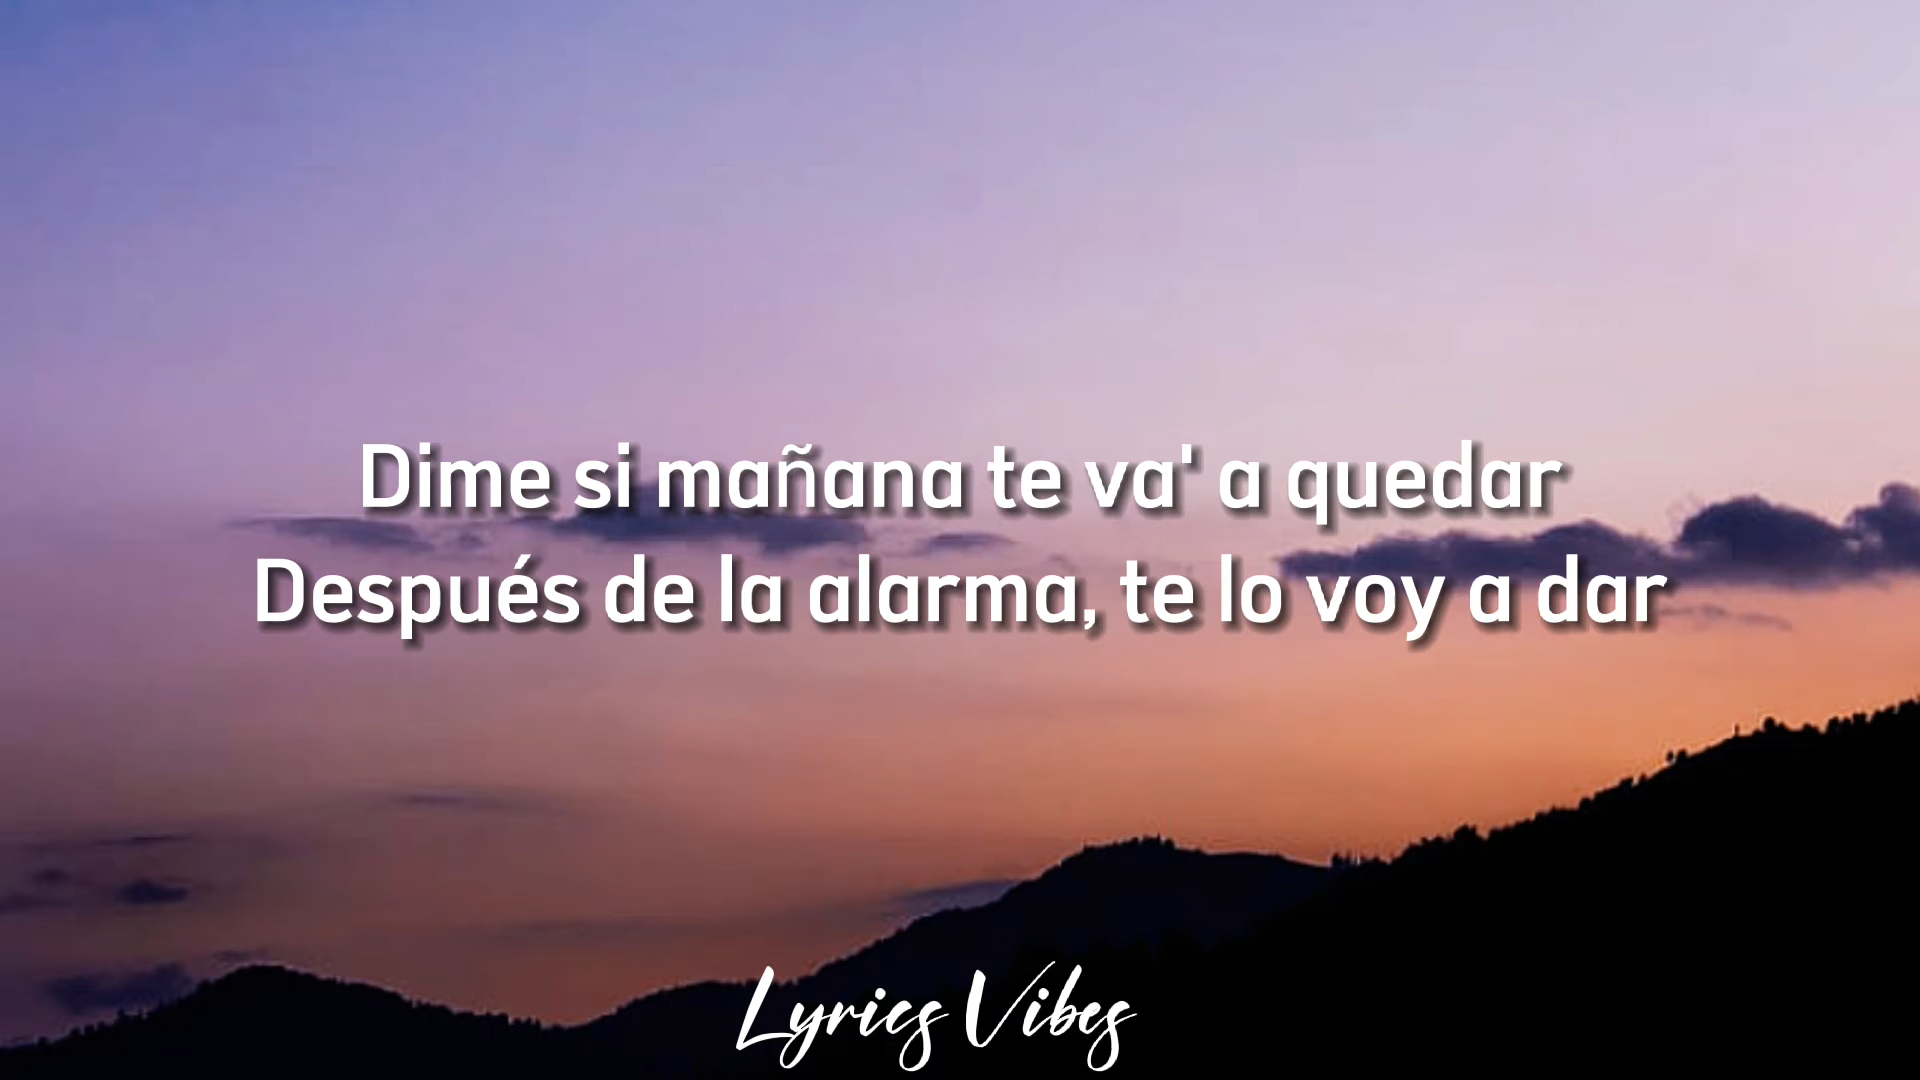 Dime si mañana te va' a quedar
Después de la alarma, te lo voy a dar
Lyrics Vibes